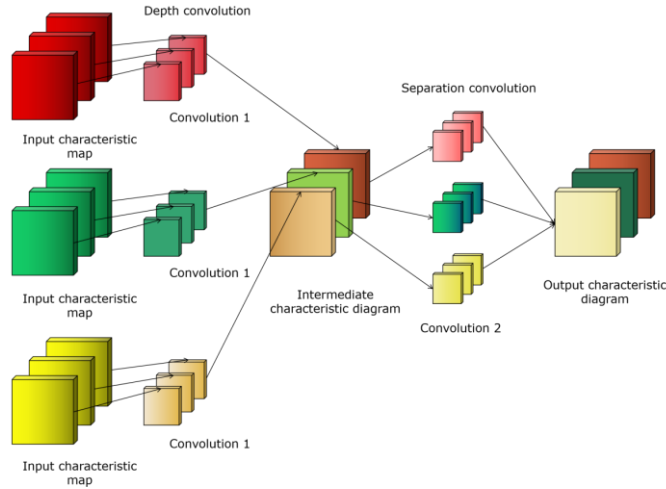 Depth convolution
Convolution 1
Input characteristic
map
Separation convolution
Convolution 1
Input characteristic
map
Intermediate
characteristic diagram
Output characteristic
diagram
Convolution 2
Convolution 1
Input characteristic
map